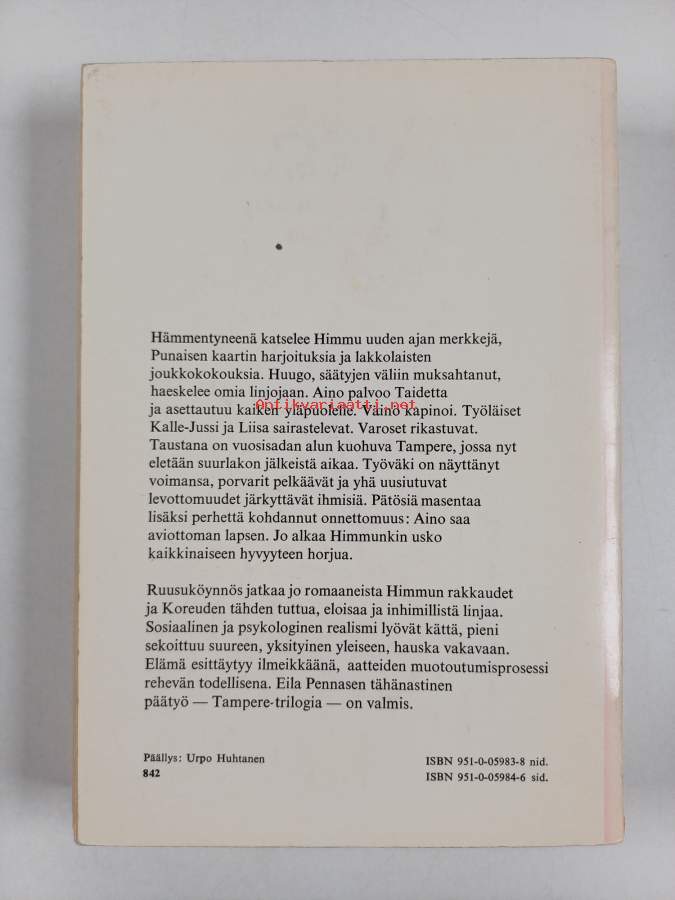 Hämmentyneenä katselee Himmu uuden ajan merkkejä,
Punaisen kaartin harjoituksia ja lakkolaisten
joukkokokouksia. Huugo, säätyjen väliin muksahtanut,
haeskelee omia linjojaan. Aino palvoo Taidetta
Antikvariaatti.net
ja asettautuu kaiken yläpuolelle. Väinö kapinoi. Työläiset
Kalle-Jussi ja Liisa sairastelevat. Varoset rikastuvat.
Taustana on vuosisadan alun kuohuva Tampere, jossa nyt
eletään suurlakon jälkeistä aikaa. Työväki on näyttänyt
voimansa, porvarit pelkäävät ja yhä uusiutuvat
levottomuudet järkyttävät ihmisiä. Pätösiä masentaa
lisäksi perhettä kohdannut onnettomuus: Aino saa
aviottoman lapsen. Jo alkaa Himmunkin usko
kaikkinaiseen hyvyyteen horjua.
Ruusuköynnös jatkaa jo romaaneista Himmun rakkaudet
ja Koreuden tähden tuttua, eloisaa ja inhimillistä linjaa.
Sosiaalinen ja psykologinen realismi lyövät kättä, pieni
sekoittuu suureen, yksityinen yleiseen, hauska vakavaan.
Elämä esittäytyy ilmeikkäänä, aatteiden muotoutumisprosessi
rehevän todellisena. Eila Pennasen tähänastinen
päätyö — Tampere-trilogia — on valmis.
Päällys: Urpo Huhtanen
842
ISBN 951-0-05983-8 nid.
ISBN 951-0-05984-6 sid.